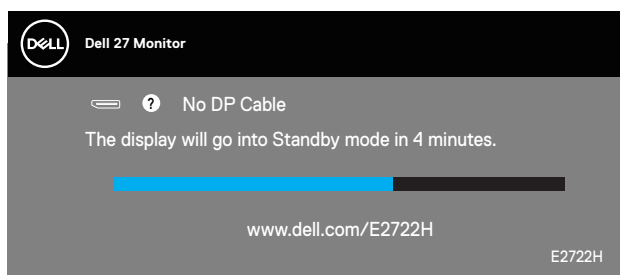 DELL
Dell 27 Monitor
? No DP Cable
The display will go into Standby mode in 4 minutes.
www.dell.com/E2722H
E2722H